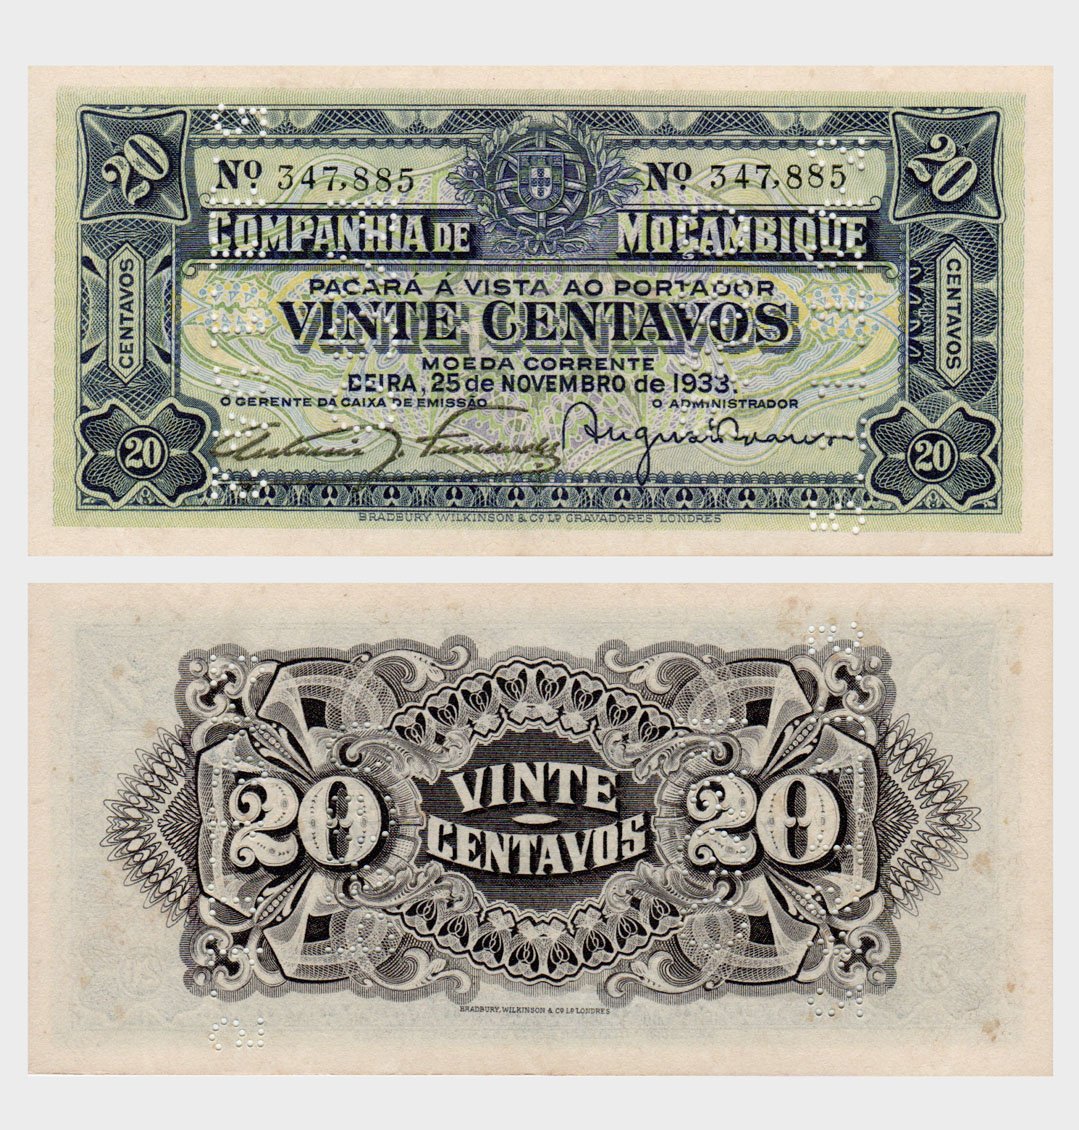 20 20
Nº 347,885 Nº 347,885
COMPANHIA DE MOÇAMBIQUE
PAGARÁ Á VISTA AO PORTADOR
VINTE CENTAVOS
CENTAVOS CENTAVOS
MOEDA CORRENTE
BEIRA, 25 de NOVEMBRO de 1933.
O GERENTE DA CAIXA DE EMISSÃO O ADMINISTRADOR
20 20
BRADBURY, WILKINSON & Cº Lᴰ GRAVADORES LONDRES
VINTE
20 20
CENTAVOS
BRADBURY, WILKINSON & Cº Lᴰ LONDRES